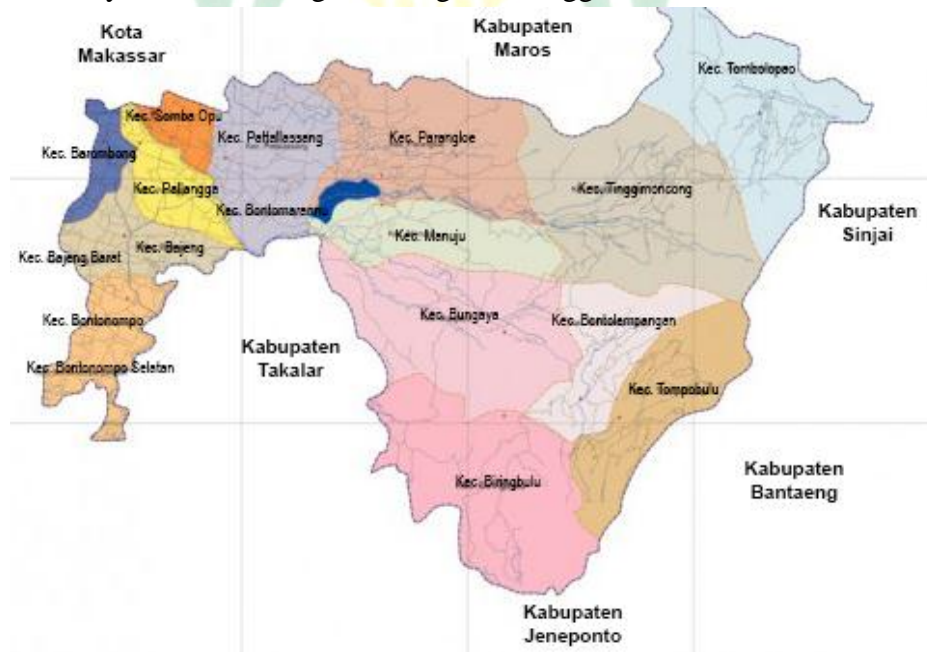 Kota
Makassar
Kabupaten
Maros
Kec. Tombolopao
Kec. Somba Opu
Kec. Pattallassang
Kec. Parangloe
Kec. Barombong
Kec. Pallangga
Kec. Tinggimoncong
Kec. Bontomarannu
Kabupaten
Sinjai
Kec. Manuju
Kec. Bajeng
Kec. Bajeng Barat
Kec. Bungaya
Kec. Bontolempangan
Kec. Bontonompo
Kabupaten
Takalar
Kec. Bontonompo Selatan
Kec. Tompobulu
Kabupaten
Bantaeng
Kec. Biringbulu
Kabupaten
Jeneponto